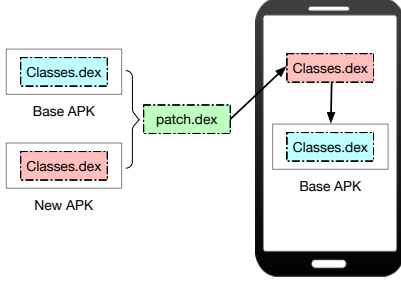 Classes.dex
Base APK
Classes.dex
New APK
patch.dex
Classes.dex
Classes.dex
Base APK